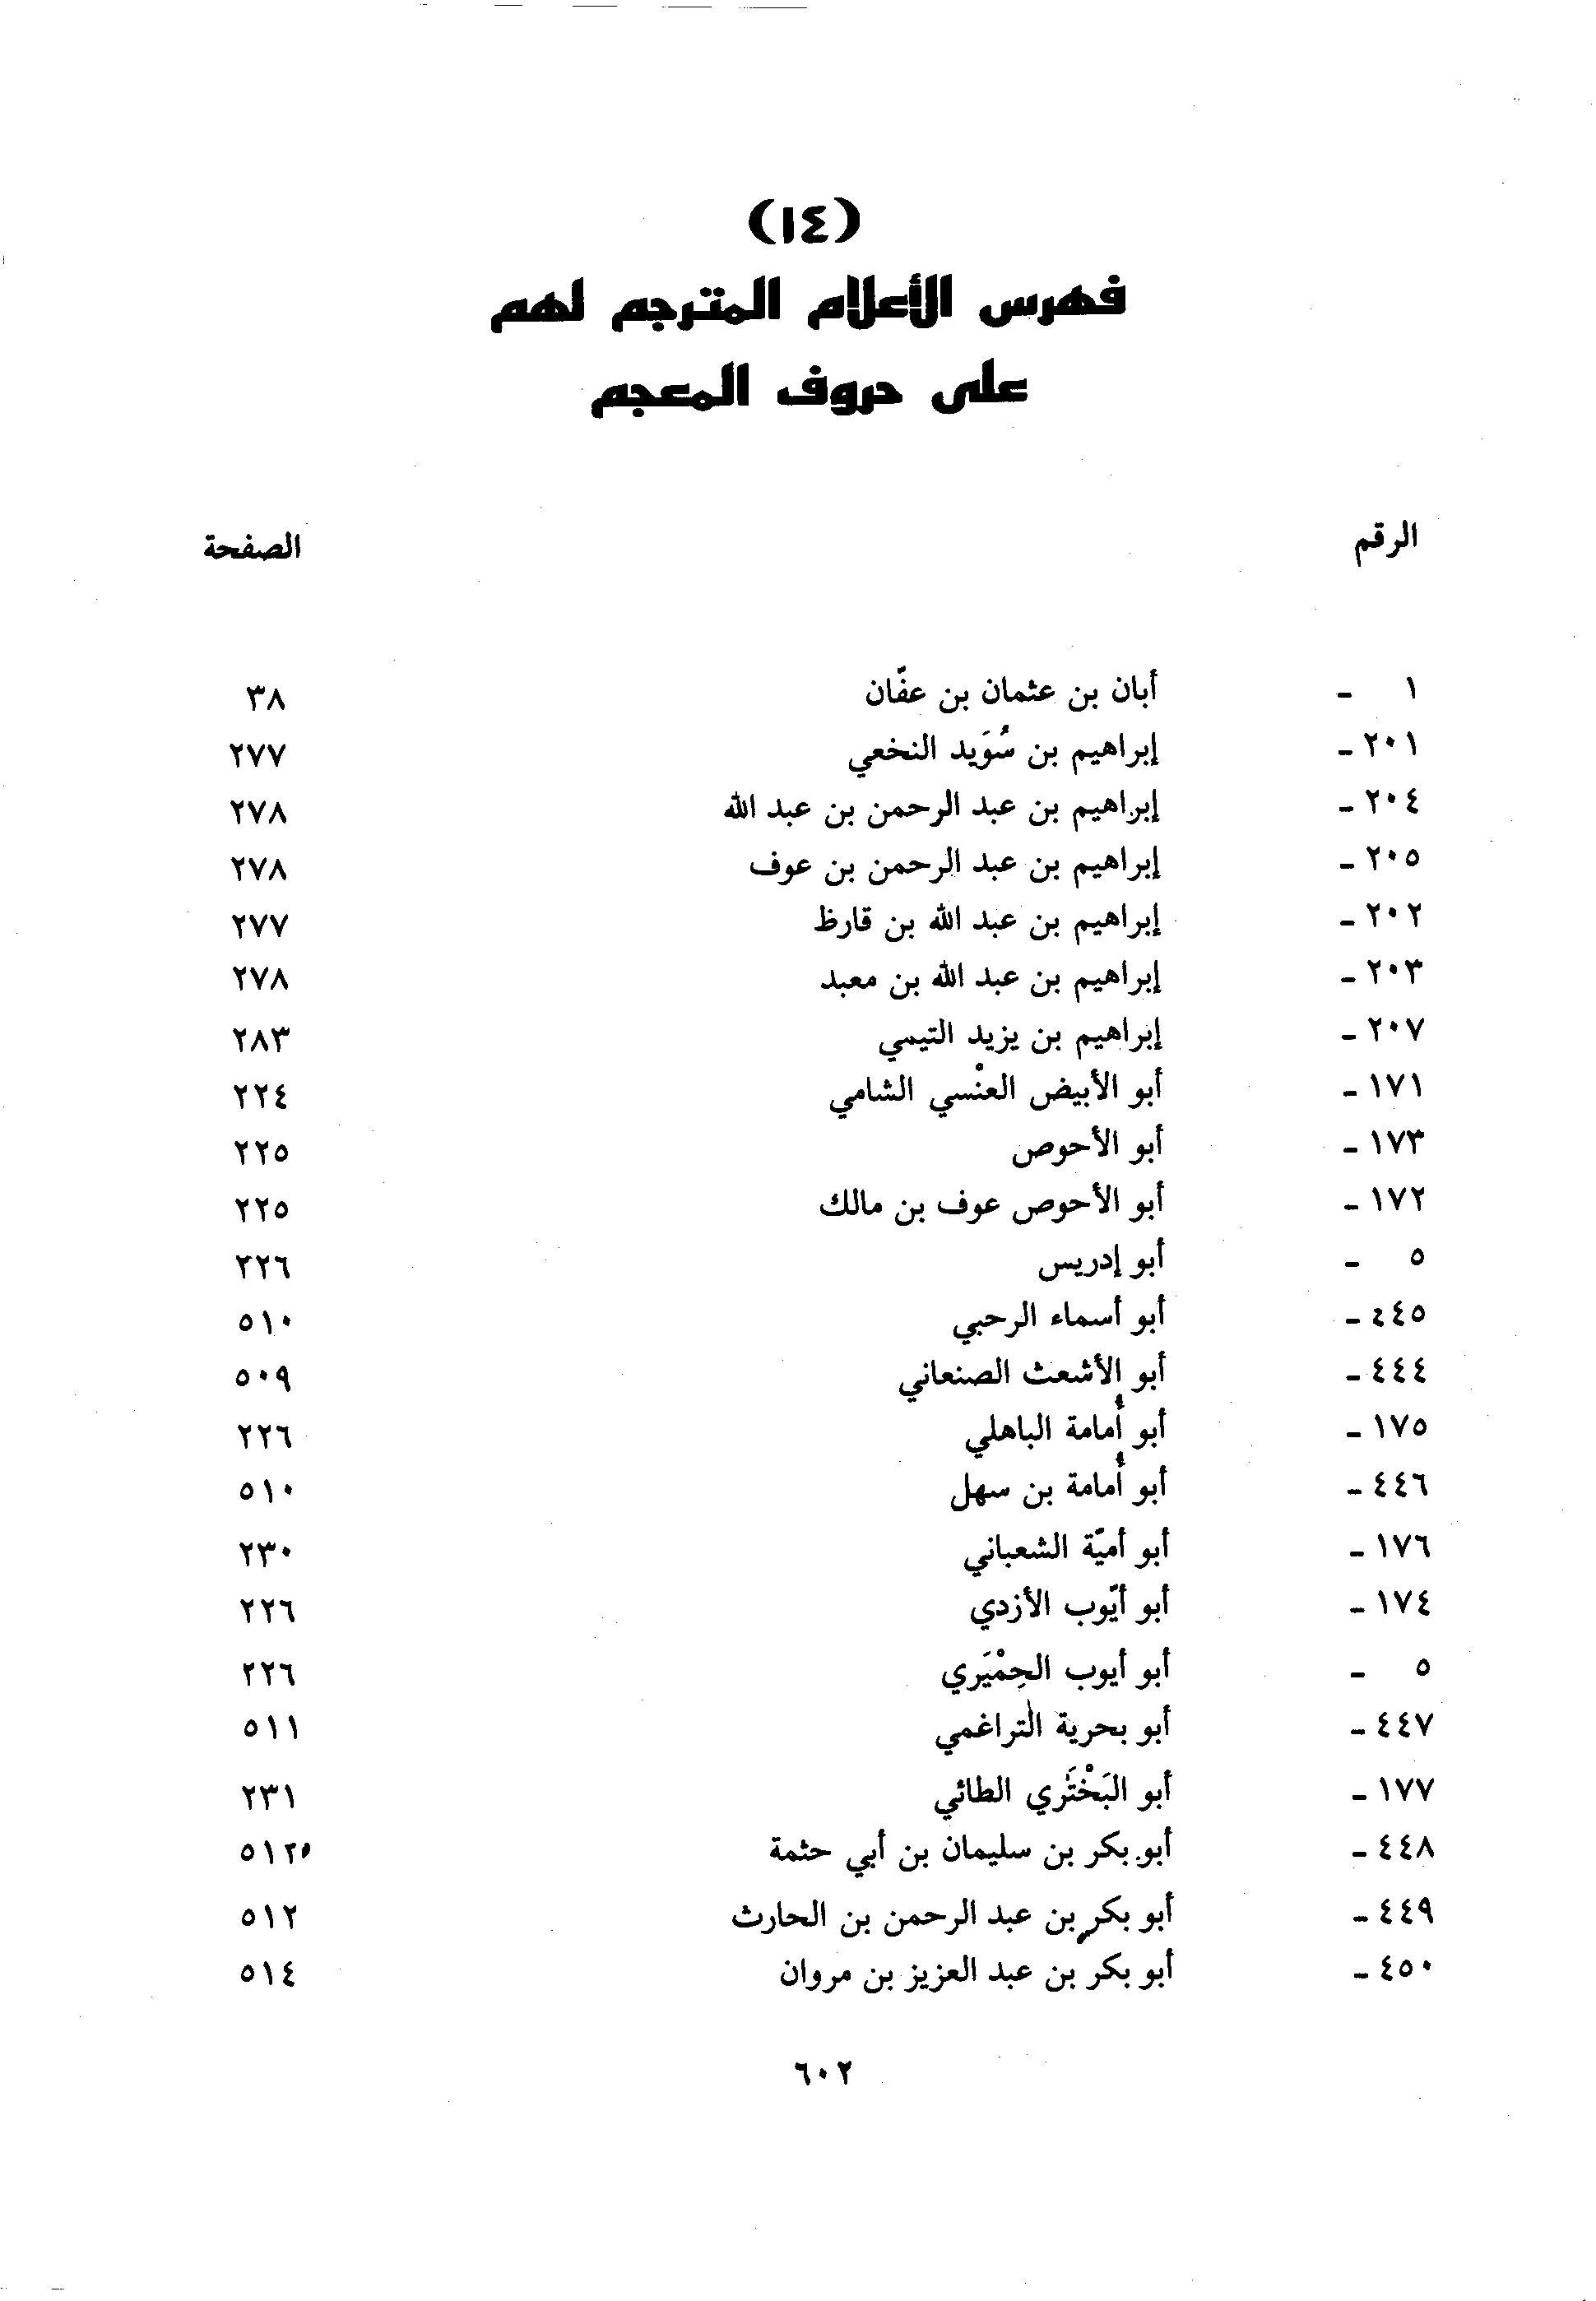 (١٤)
فهرس الأعلام المترجم لهم
على حروف المعجم
الرقم الصفحة
١ - أبان بن عثمان بن عفّان ٣٨
٢٠١ - إبراهيم بن سُوَيد النخعي ٢٧٧
٢٠٤ - إبراهيم بن عبد الرحمن بن عبد الله ٢٧٨
٢٠٥ - إبراهيم بن عبد الرحمن بن عوف ٢٧٨
٢٠٢ - إبراهيم بن عبد الله بن قارظ ٢٧٧
٢٠٣ - إبراهيم بن عبد الله بن معبد ٢٧٨
٢٠٧ - إبراهيم بن يزيد التيمي ٢٨٣
١٧١ - أبو الأبيض العنْسي الشامي ٢٢٤
١٧٣ - أبو الأحوص ٢٢٥
١٧٢ - أبو الأحوص عوف بن مالك ٢٢٥
٥ - أبو إدريس ٢٢٦
٤٤٥ - أبو أسماء الرحبي ٥١٠
٤٤٤ - أبو الأشعث الصنعاني ٥٠٩
١٧٥ - أبو أُمامة الباهلي ٢٢٦
٤٤٦ - أبو أُمامة بن سهل ٥١٠
١٧٦ - أبو أميّة الشعباني ٢٣٠
١٧٤ - أبو أيّوب الأزدي ٢٢٦
٥ - أبو أيوب الحِمْيَري ٢٢٦
٤٤٧ - أبو بحرية التراغمي ٥١١
١٧٧ - أبو البَخْتَري الطائي ٢٣١
٤٤٨ - أبو بكر بن سليمان بن أبي حثمة ٥١٢
٤٤٩ - أبو بكر بن عبد الرحمن بن الحارث ٥١٢
٤٥٠ - أبو بكر بن عبد العزيز بن مروان ٥١٤
٦٠٢